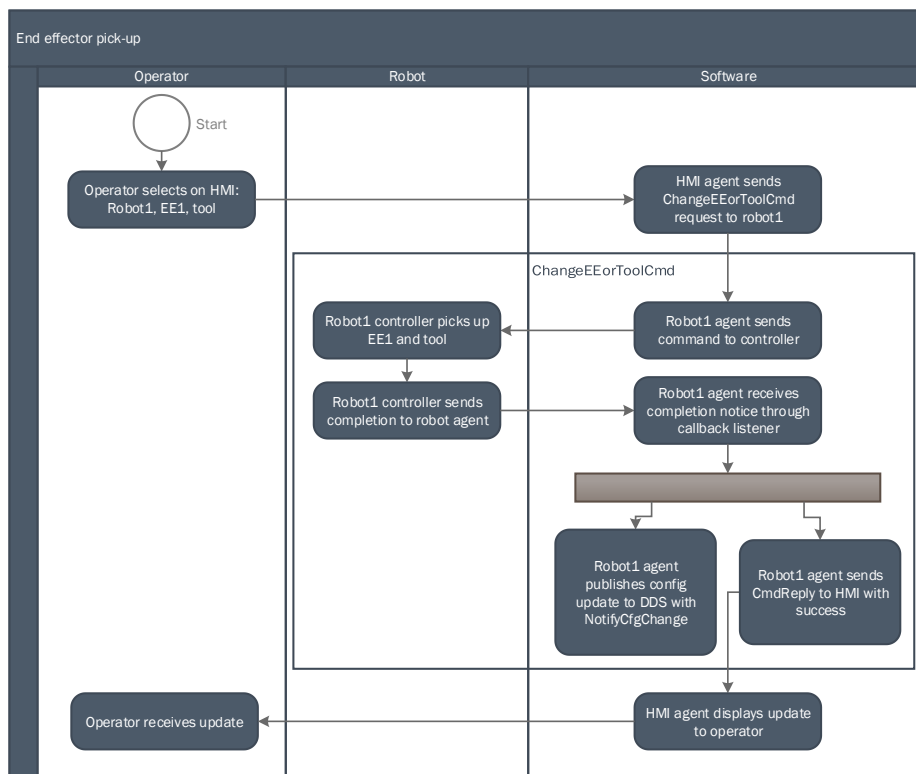 End effector pick-up
Operator
Robot
Software
Start
Operator selects on HMI:
Robot1, EE1, tool
HMI agent sends
ChangeEEorToolCmd
request to robot1
ChangeEEorToolCmd
Robot1 agent sends
command to controller
Robot1 controller picks up
EE1 and tool
Robot1 controller sends
completion to robot agent
Robot1 agent receives
completion notice through
callback listener
Robot1 agent
publishes config
update to DDS with
NotifyCfgChange
Robot1 agent sends
CmdReply to HMI with
success
HMI agent displays update
to operator
Operator receives update